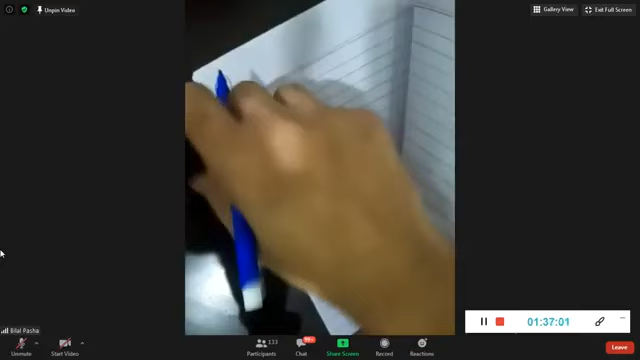 Unpin Video
Gallery View
Exit Full Screen
Bilal Pasha
01:37:01
Unmute
Start Video
133
99+
Participants
Chat
Share Screen
Record
Reactions
Leave